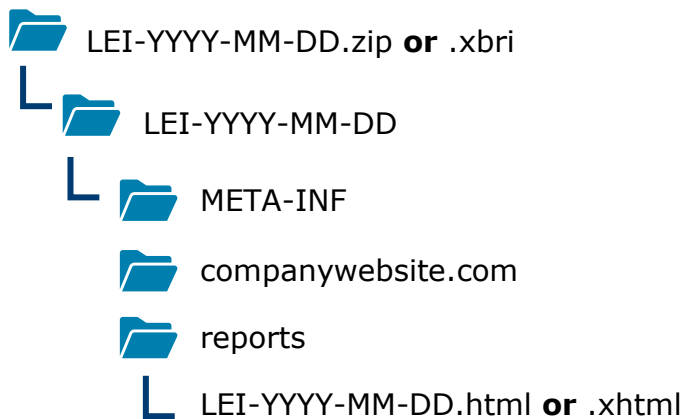 LEI-YYYY-MM-DD.zip or .xbri
LEI-YYYY-MM-DD
META-INF
companywebsite.com
reports
LEI-YYYY-MM-DD.html or .xhtml